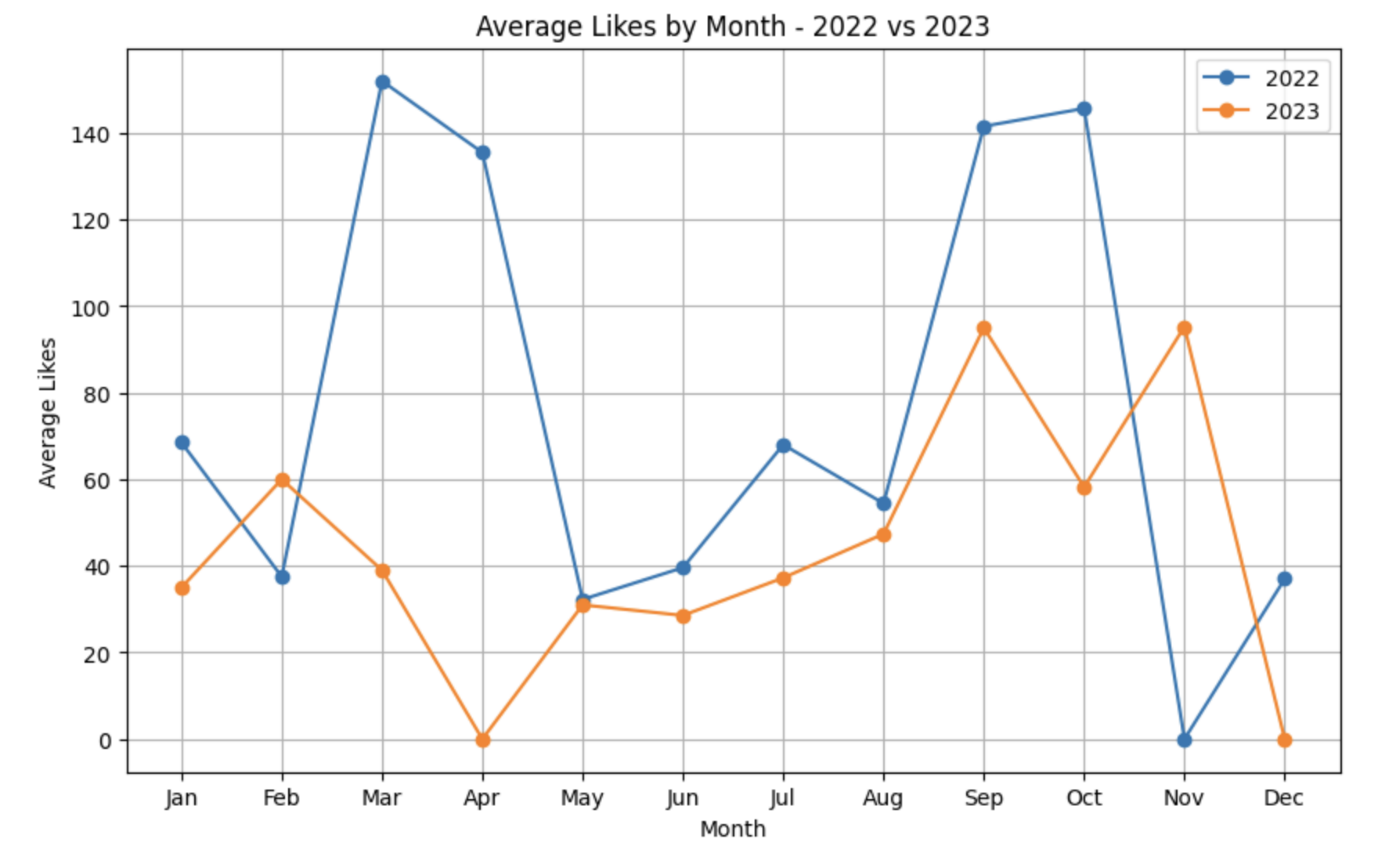 Average Likes by Month - 2022 vs 2023
2022
2023
Average Likes
140
120
100
80
60
40
20
0
Jan Feb Mar Apr May Jun Jul Aug Sep Oct Nov Dec
Month